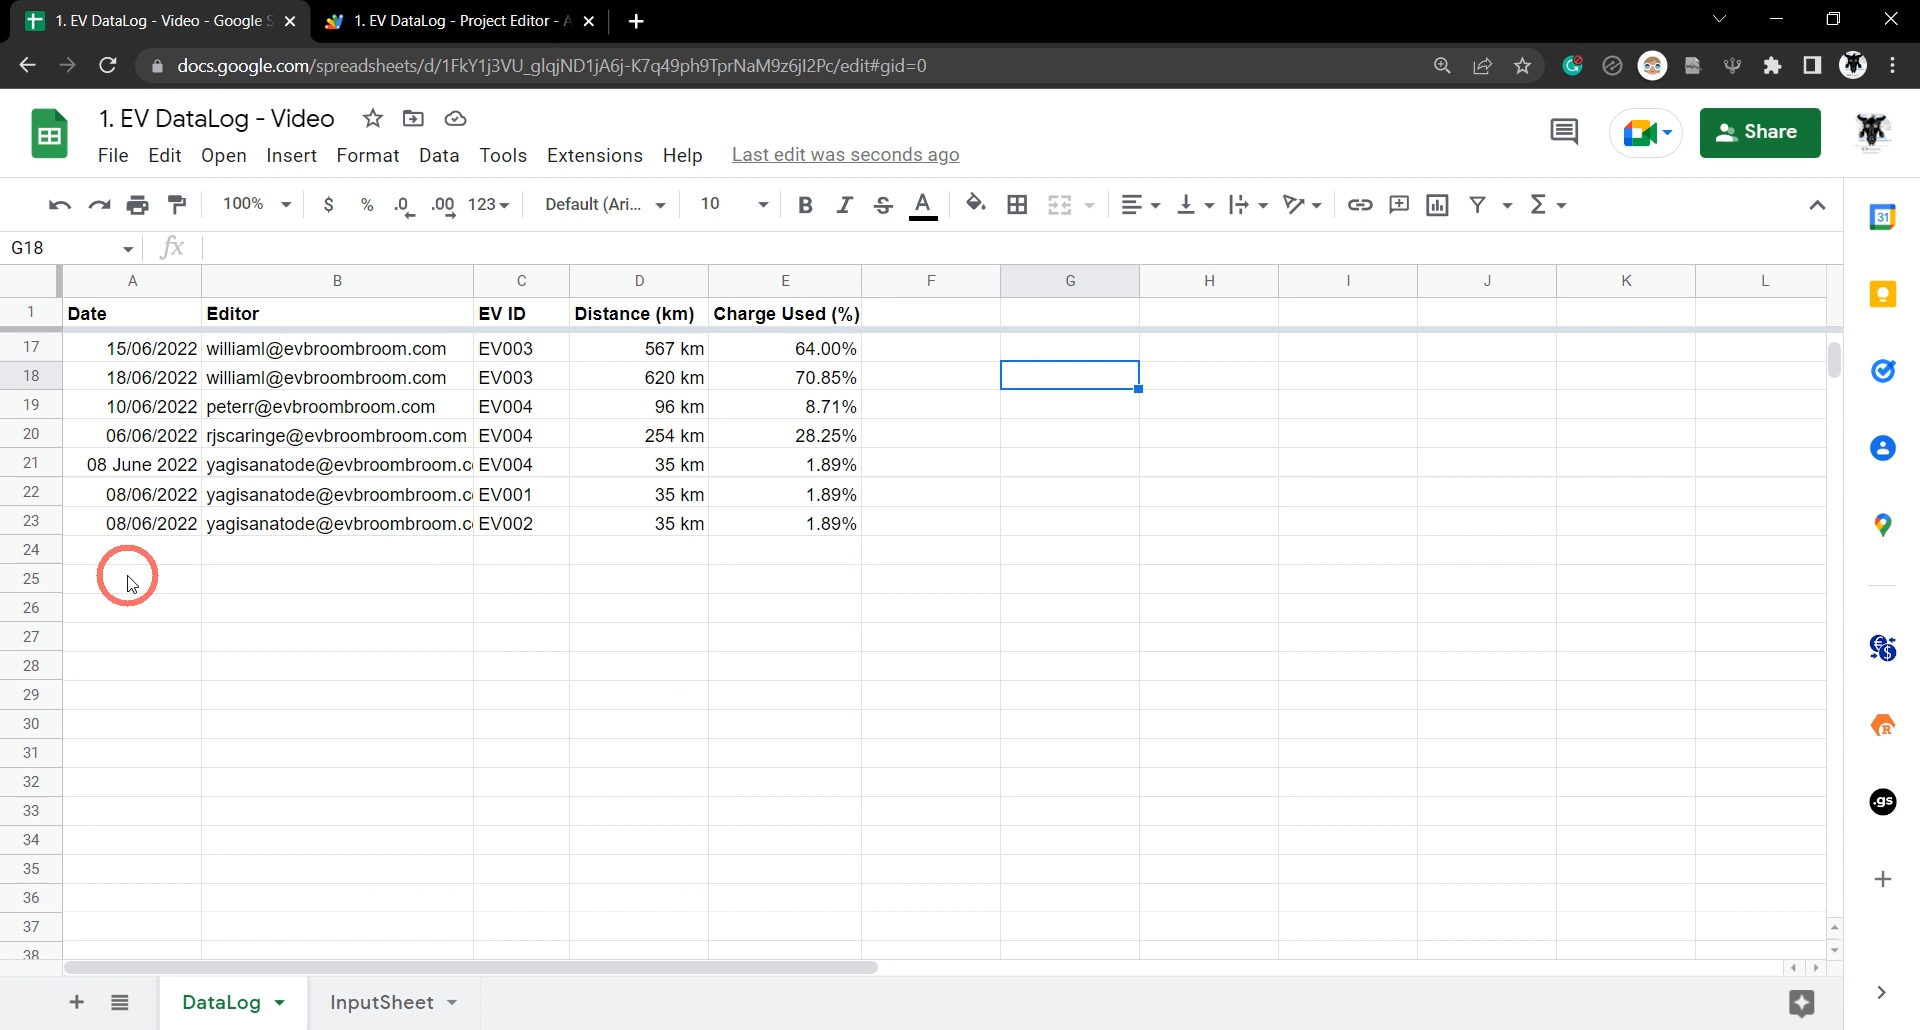 1. EV DataLog - Video - Google S
1. EV DataLog - Project Editor - A
docs.google.com/spreadsheets/d/1FkY1j3VU_glqjND1jA6j-K7q49ph9TprNaM9z6jI2Pc/edit#gid=0
1. EV DataLog - Video
File Edit Open Insert Format Data Tools Extensions Help Last edit was seconds ago
Share
100% $ % .0 .00 123 Default (Ari... 10 B I S A
31
G18 fx
A B C D E F G H I J K L
1 Date Editor EV ID Distance (km) Charge Used (%)
17 15/06/2022 williaml@evbroombroom.com EV003 567 km 64.00%
18 18/06/2022 williaml@evbroombroom.com EV003 620 km 70.85%
19 10/06/2022 peterr@evbroombroom.com EV004 96 km 8.71%
20 06/06/2022 rjscaringe@evbroombroom.com EV004 254 km 28.25%
21 08 June 2022 yagisanatode@evbroombroom.c EV004 35 km 1.89%
22 08/06/2022 yagisanatode@evbroombroom.c EV001 35 km 1.89%
23 08/06/2022 yagisanatode@evbroombroom.c EV002 35 km 1.89%
24
25
26
27
28
29
30
31
32
33
.gs
34
35
36
37
38
DataLog InputSheet